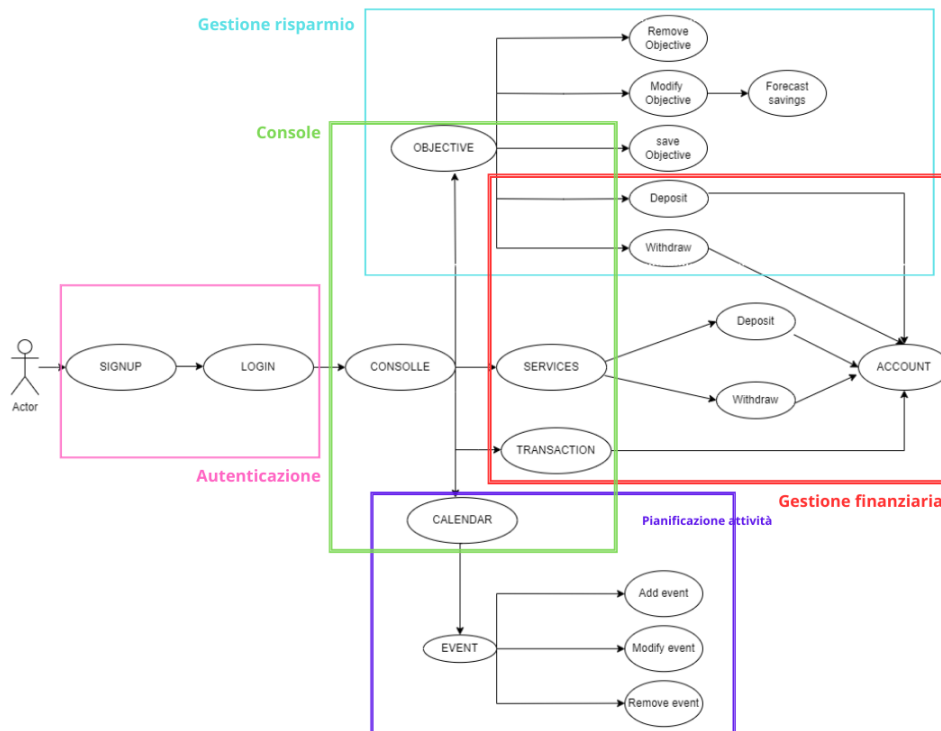 Gestione risparmio
Remove
Objective
Modify
Objective
Forecast
savings
Console
OBJECTIVE
save
Objective
Deposit
Withdraw
Deposit
SIGNUP
LOGIN
CONSOLLE
SERVICES
ACCOUNT
Actor
Withdraw
TRANSACTION
Autenticazione
Gestione finanziaria
CALENDAR
Pianificazione attività
Add event
EVENT
Modify event
Remove event